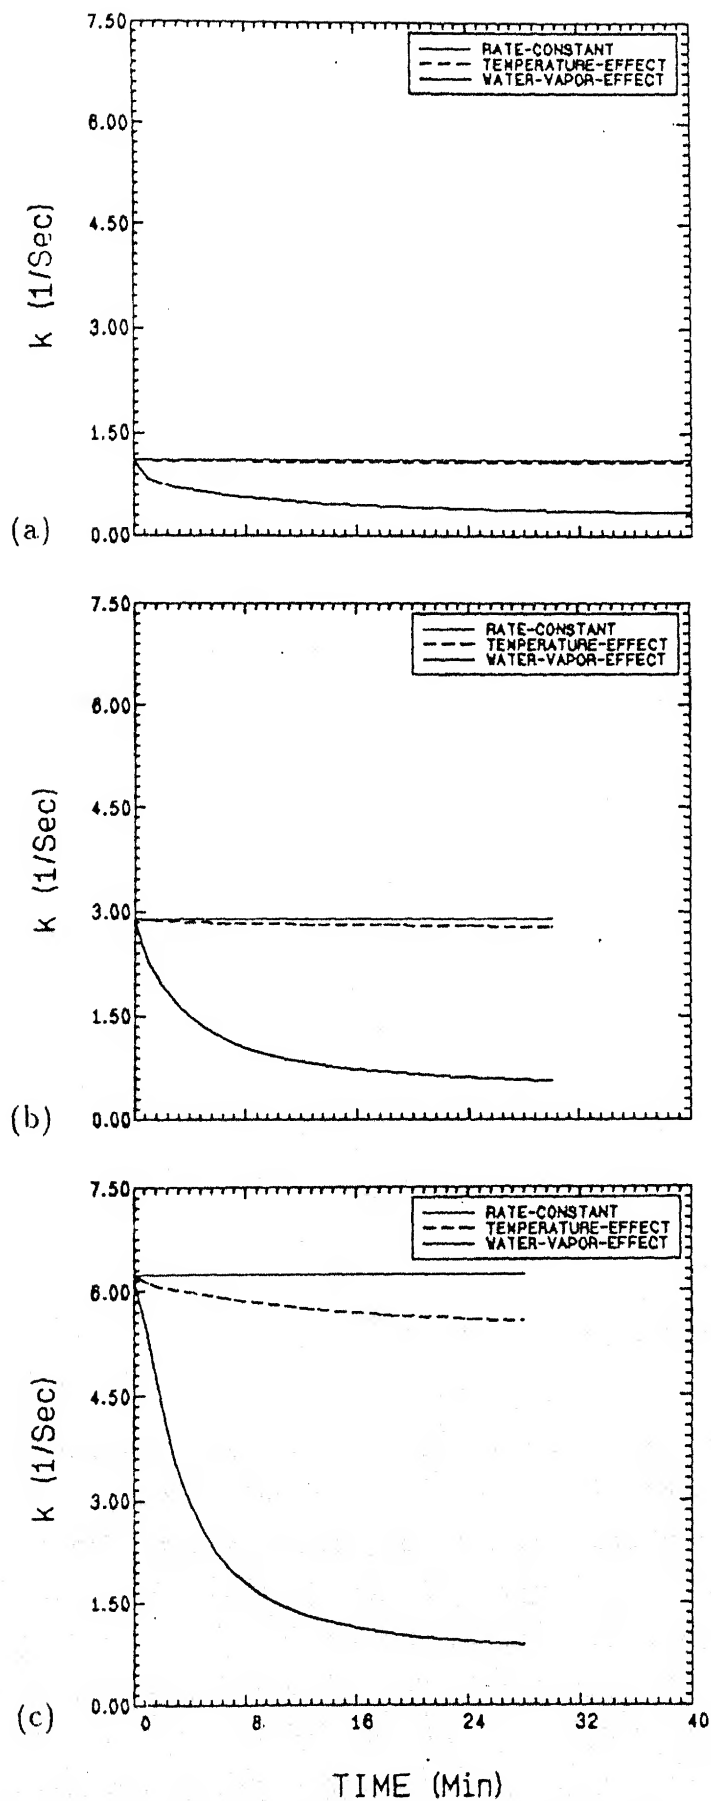 7.50
RATE-CONSTANT
TEMPERATURE-EFFECT
WATER-VAPOR-EFFECT
6.00
4.50
k (1/Sec)
3.00
1.50
(a)
0.00
7.50
RATE-CONSTANT
TEMPERATURE-EFFECT
WATER-VAPOR-EFFECT
6.00
4.50
k (1/Sec)
3.00
1.50
(b)
0.00
7.50
RATE-CONSTANT
TEMPERATURE-EFFECT
WATER-VAPOR-EFFECT
6.00
4.50
k (1/Sec)
3.00
1.50
(c)
0.00
0 8 16 24 32 40
TIME (Min)